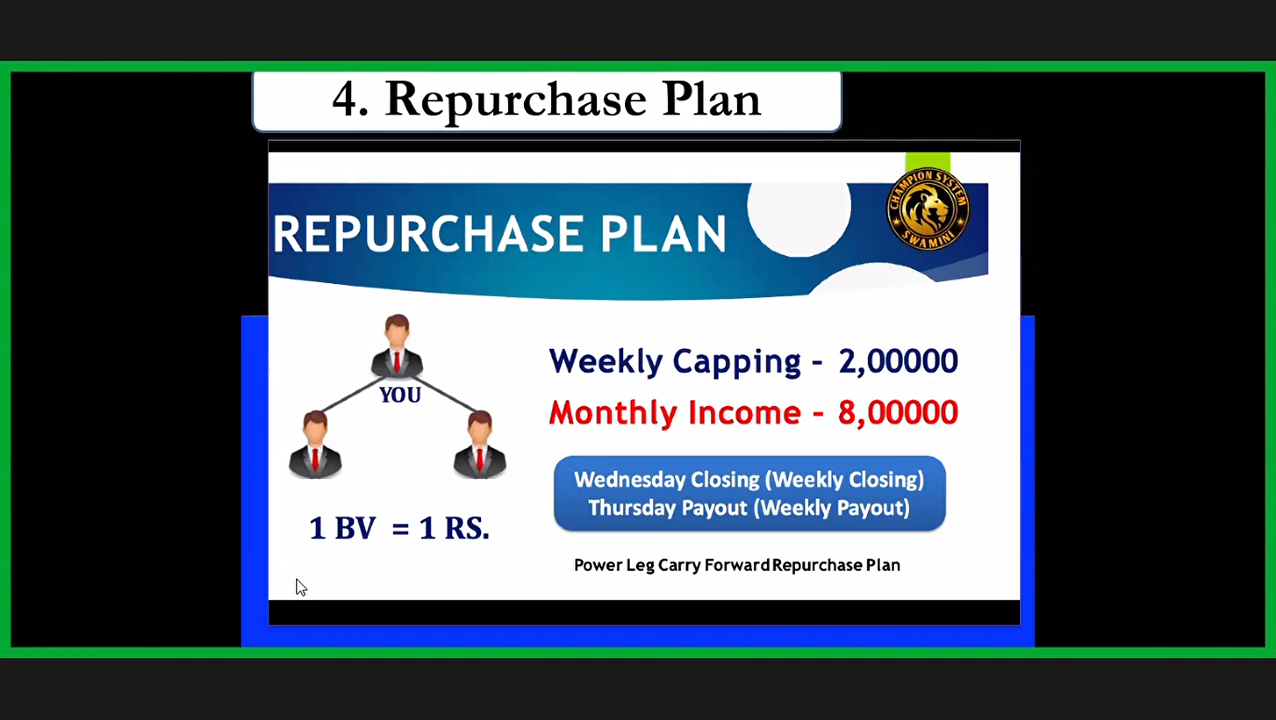 4. Repurchase Plan
REPURCHASE PLAN
CHAMPION SYSTEM
SWAMINI
YOU
Weekly Capping - 2,00000
Monthly Income - 8,00000
Wednesday Closing (Weekly Closing)
Thursday Payout (Weekly Payout)
1 BV = 1 RS.
Power Leg Carry Forward Repurchase Plan